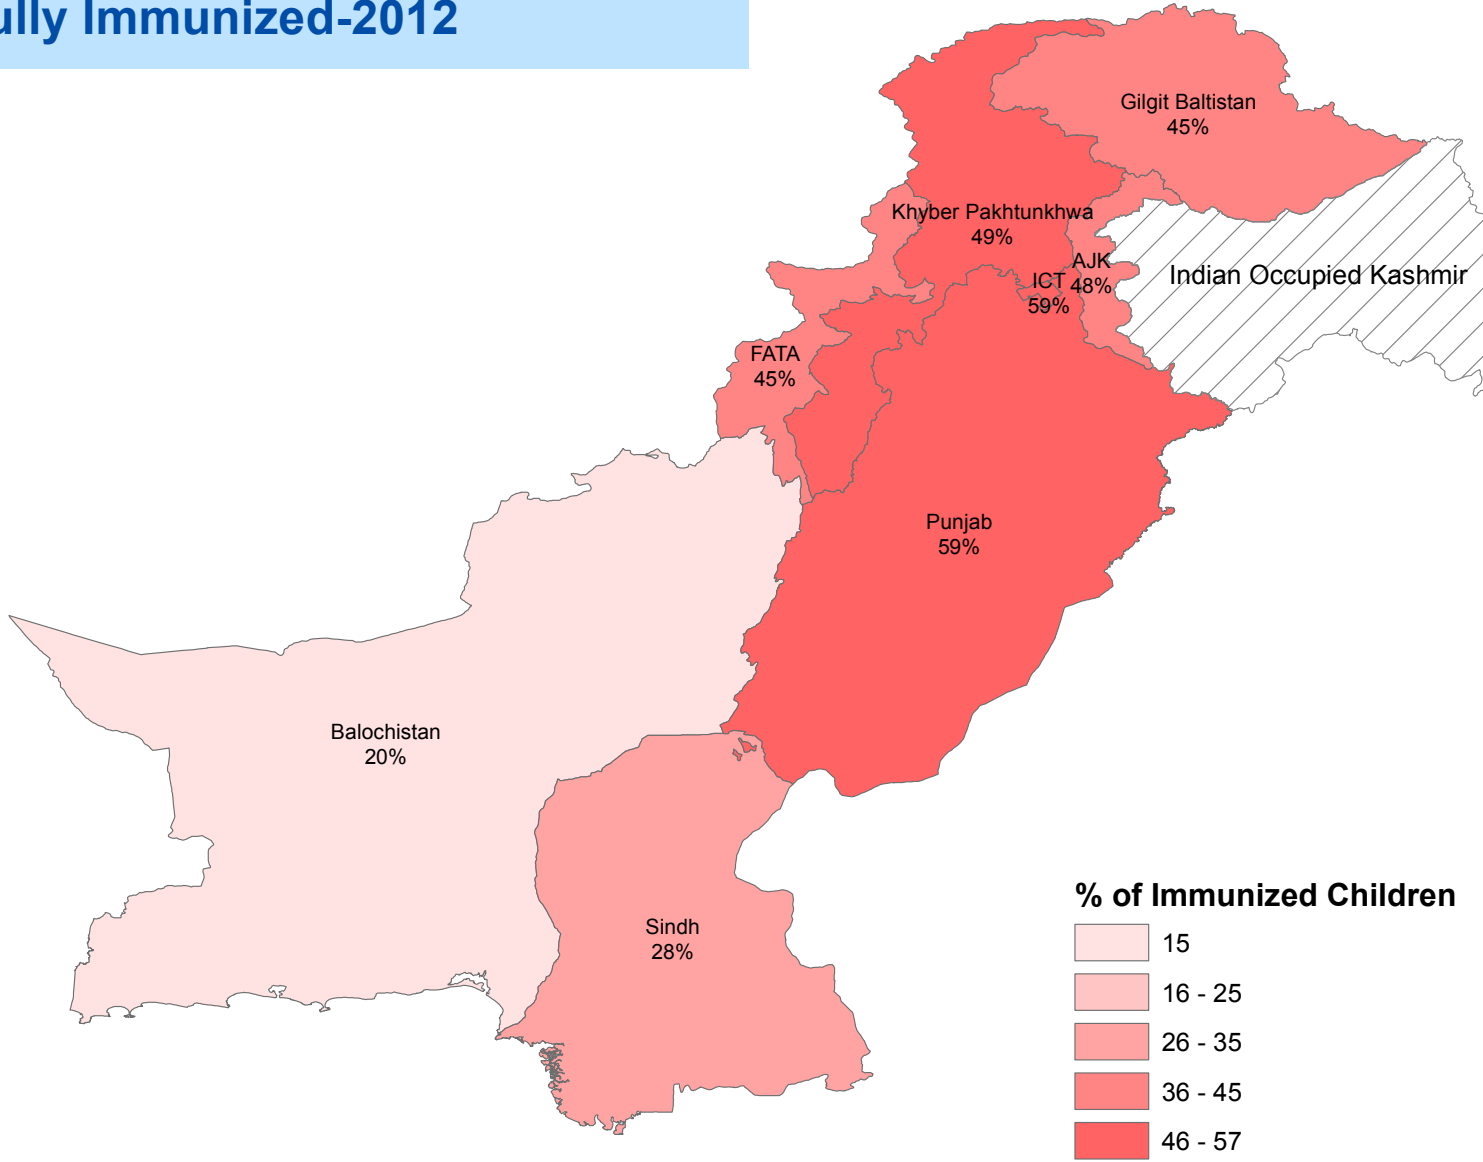 ully Immunized-2012
Gilgit Baltistan
45%
Khyber Pakhtunkhwa
49%
AJK
48%
ICT
59%
Indian Occupied Kashmir
FATA
45%
Punjab
59%
Balochistan
20%
Sindh
28%
% of Immunized Children
15
16 - 25
26 - 35
36 - 45
46 - 57